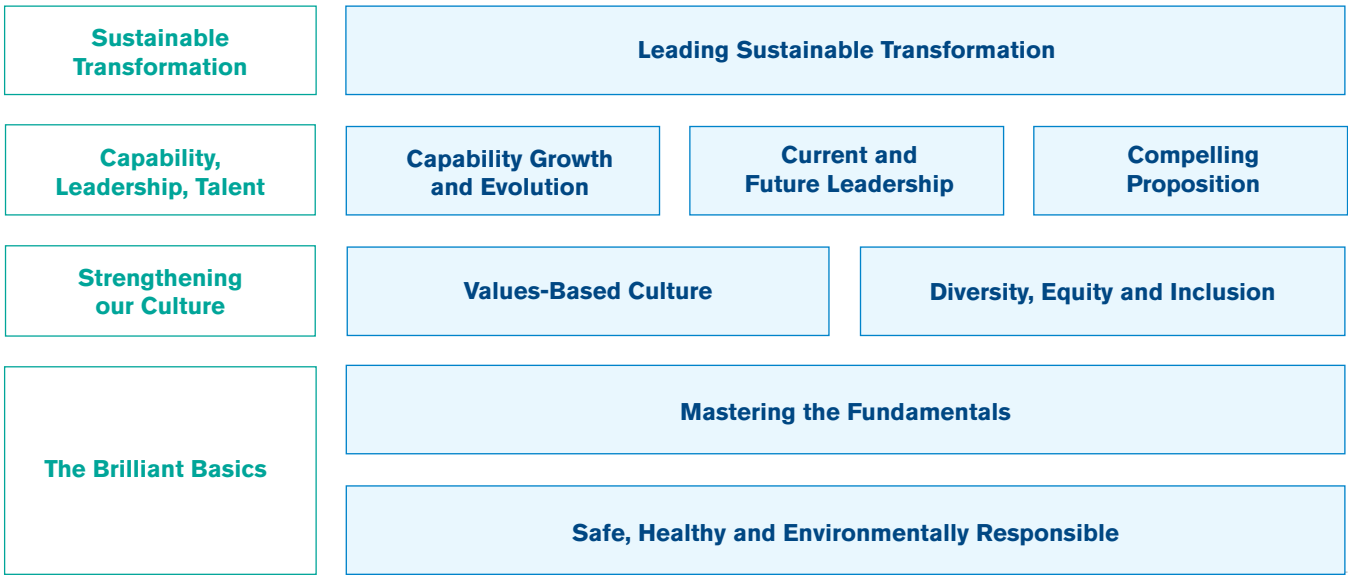 Sustainable
Transformation
Leading Sustainable Transformation
Capability,
Leadership, Talent
Capability Growth
and Evolution
Current and
Future Leadership
Compelling
Proposition
Strengthening
our Culture
Values-Based Culture
Diversity, Equity and Inclusion
The Brilliant Basics
Mastering the Fundamentals
Safe, Healthy and Environmentally Responsible